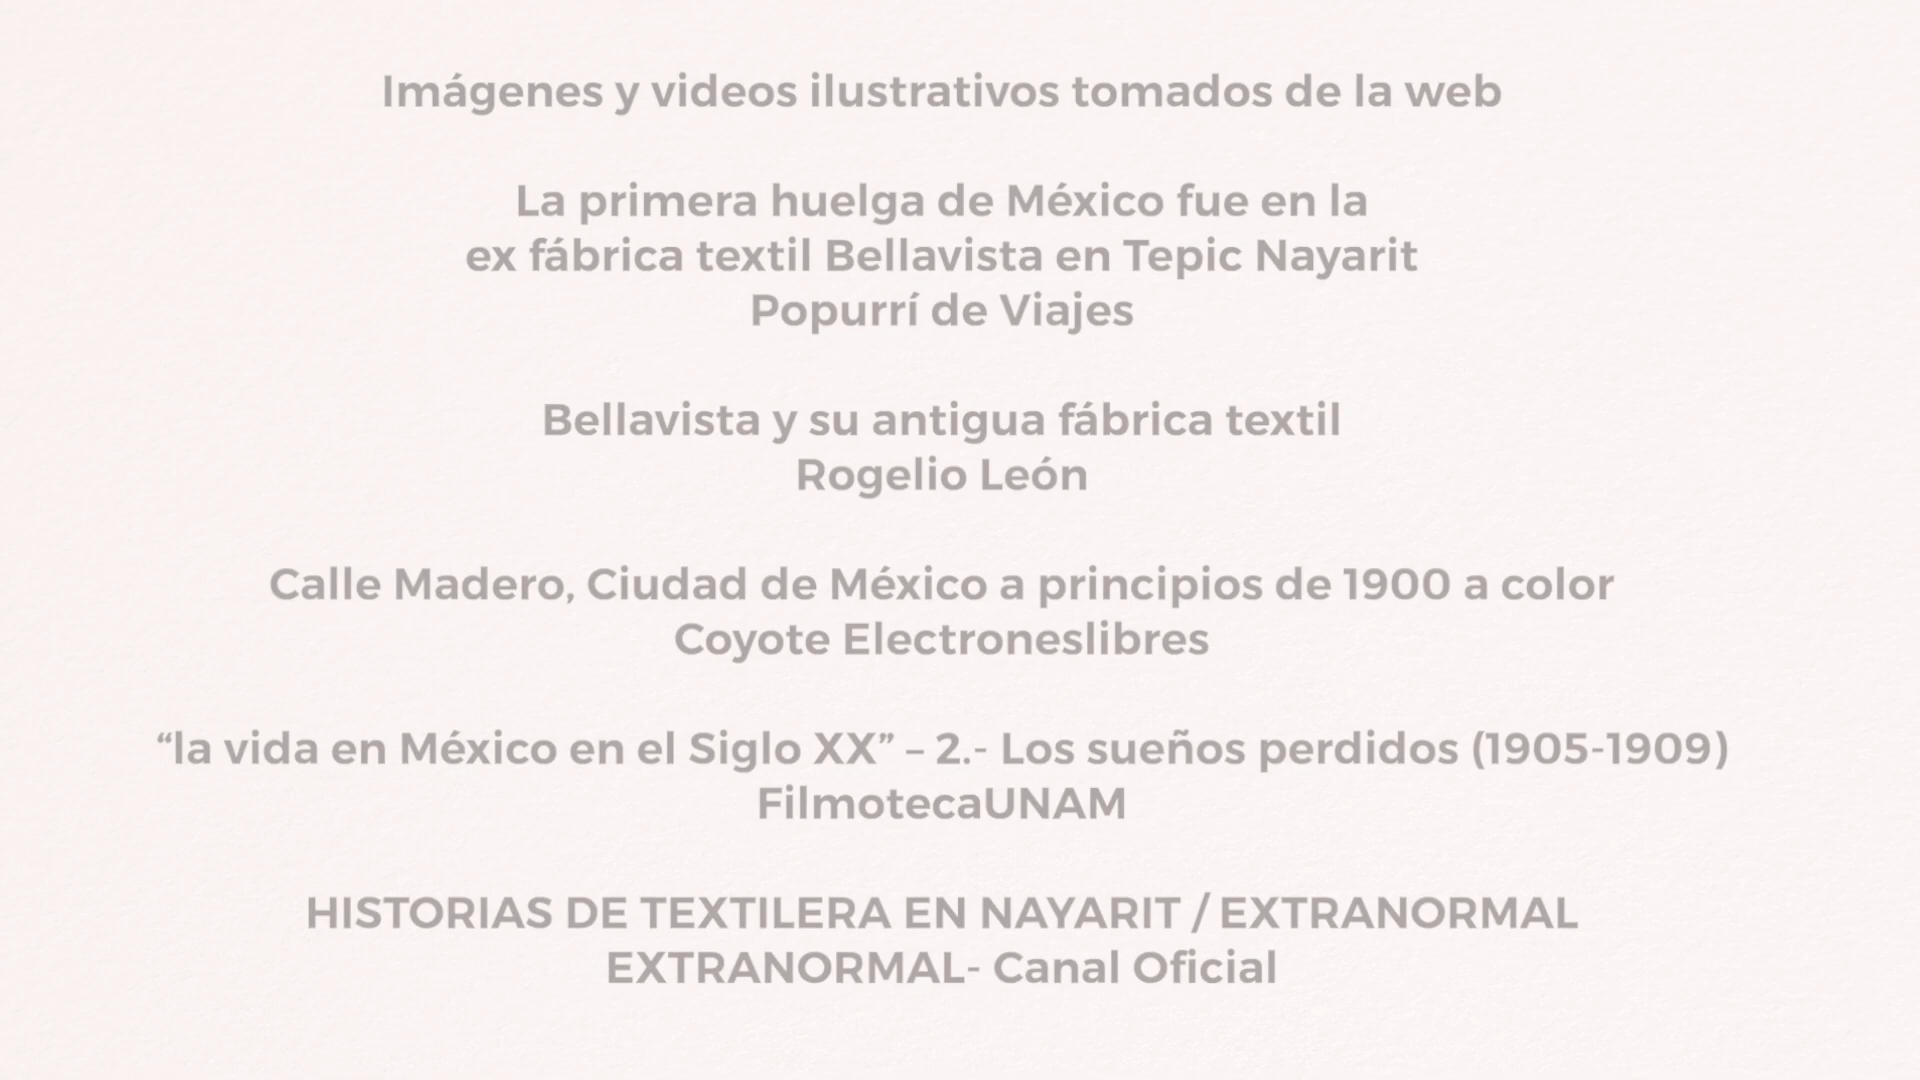 Imágenes y videos ilustrativos tomados de la web
La primera huelga de México fue en la
ex fábrica textil Bellavista en Tepic Nayarit
Popurrí de Viajes
Bellavista y su antigua fábrica textil
Rogelio León
Calle Madero, Ciudad de México a principios de 1900 a color
Coyote Electroneslibres
“la vida en México en el Siglo XX” – 2.- Los sueños perdidos (1905-1909)
FilmotecaUNAM
HISTORIAS DE TEXTILERA EN NAYARIT / EXTRANORMAL
EXTRANORMAL- Canal Oficial